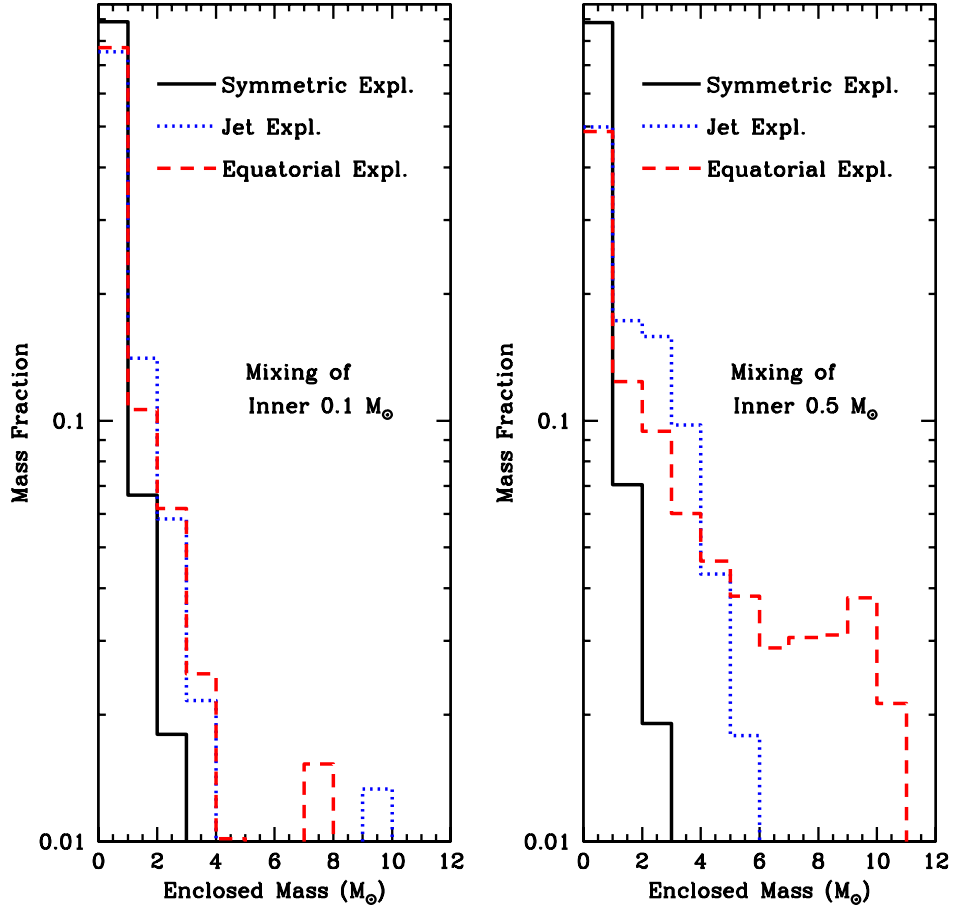 Symmetric Expl.
Jet Expl.
Equatorial Expl.
Mixing of
Inner 0.1 M⊙
0.1
0.01
Mass Fraction
0 2 4 6 8 10 12
Enclosed Mass (M⊙)
Symmetric Expl.
Jet Expl.
Equatorial Expl.
Mixing of
Inner 0.5 M⊙
0.1
0.01
Mass Fraction
0 2 4 6 8 10 12
Enclosed Mass (M⊙)